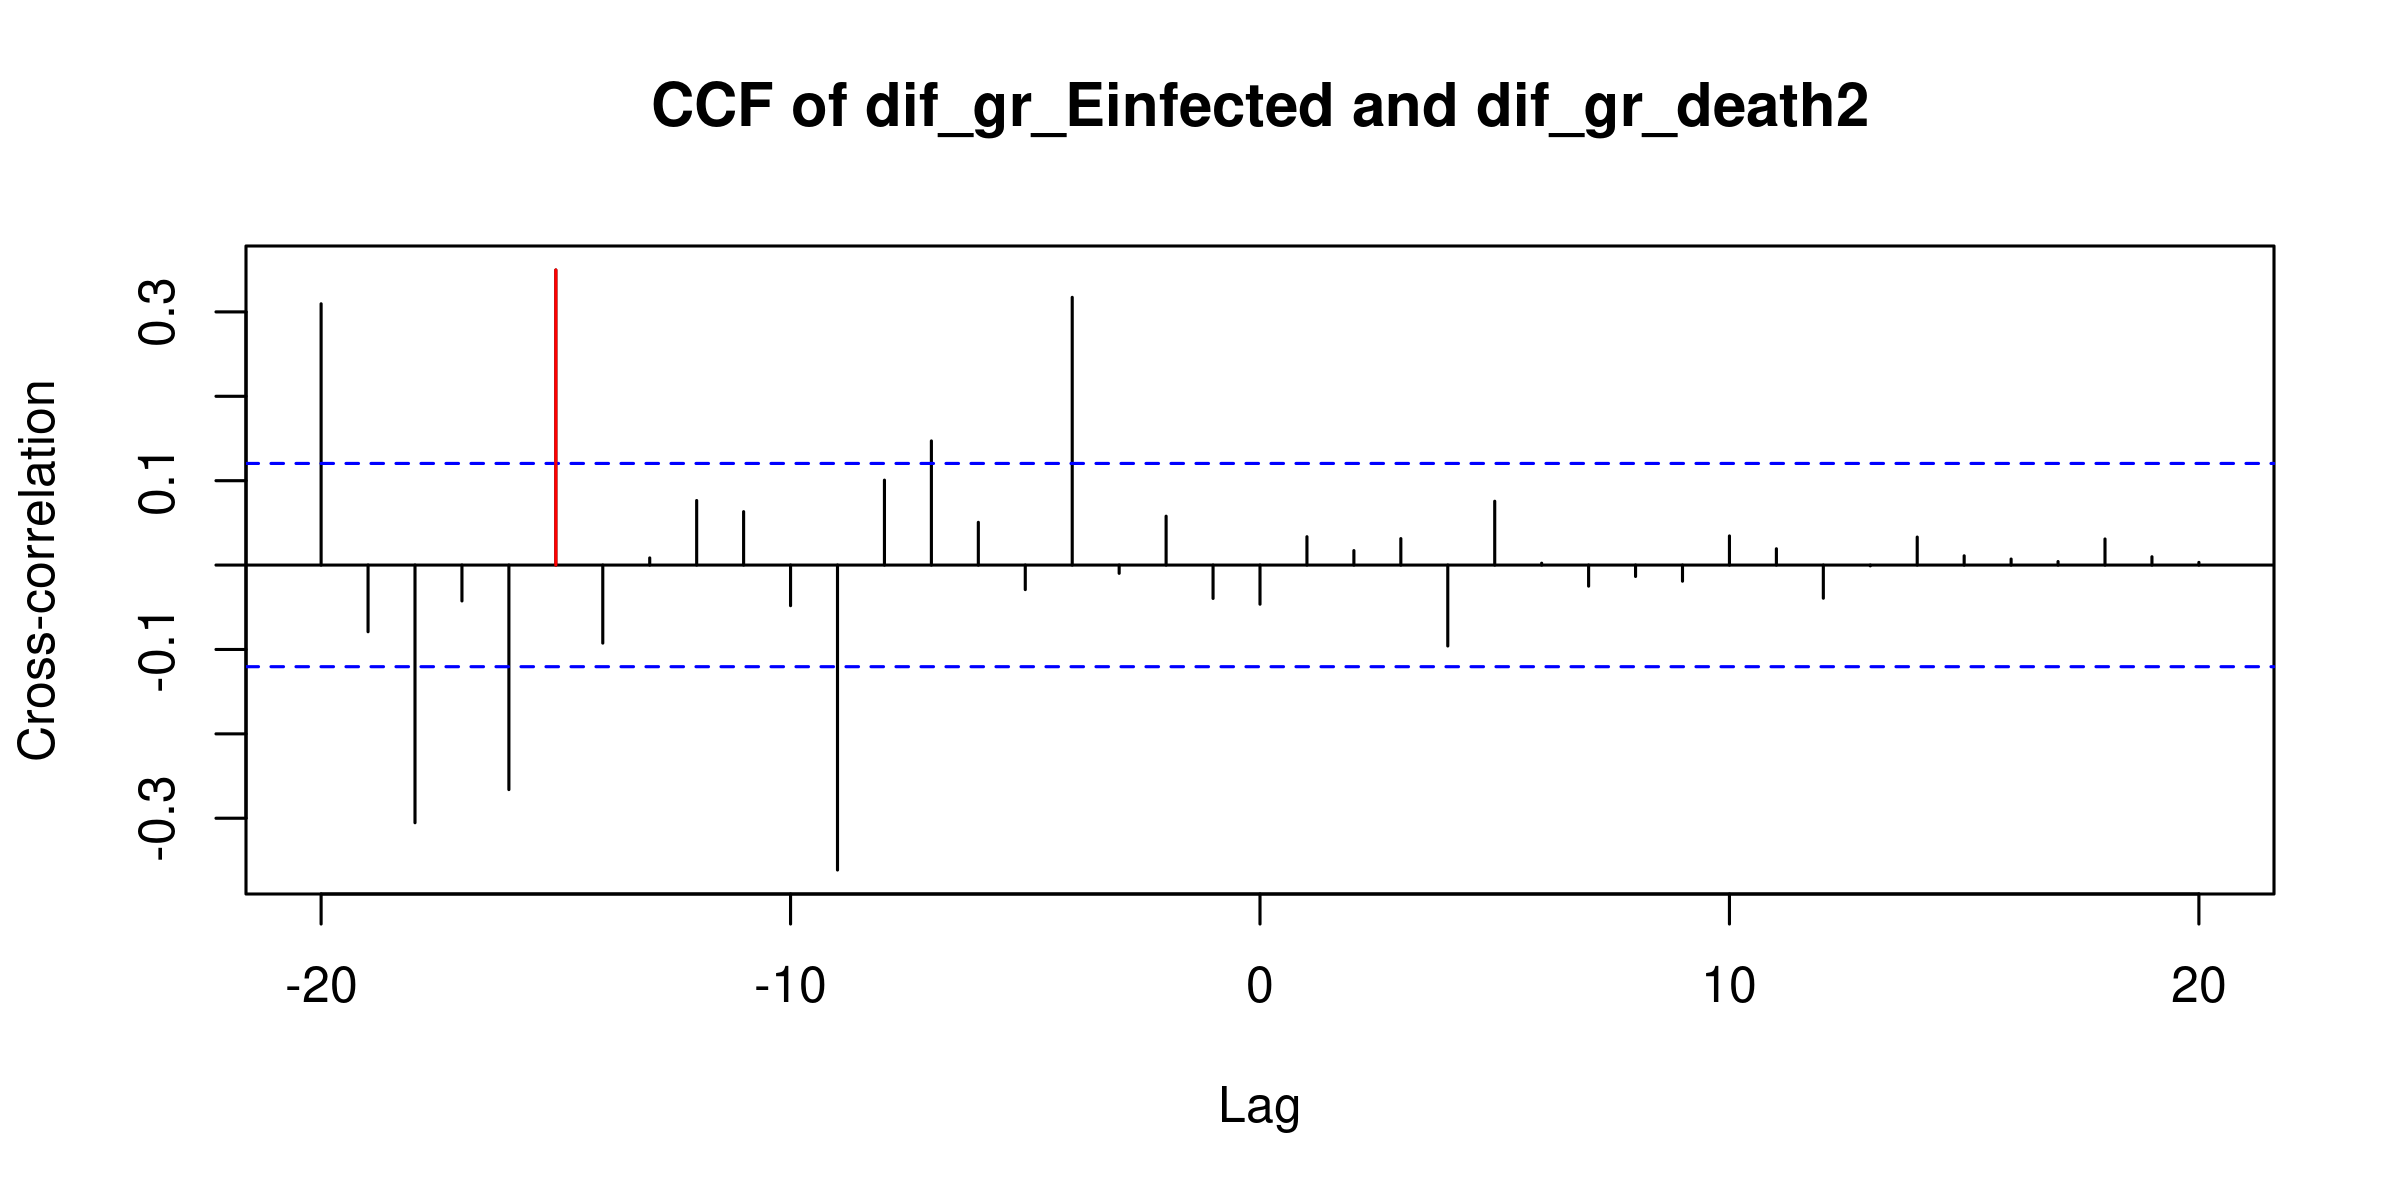 CCF of dif_gr_Einfected and dif_gr_death2
Cross-correlation
0.3
0.1
-0.1
-0.3
-20 -10 0 10 20
Lag